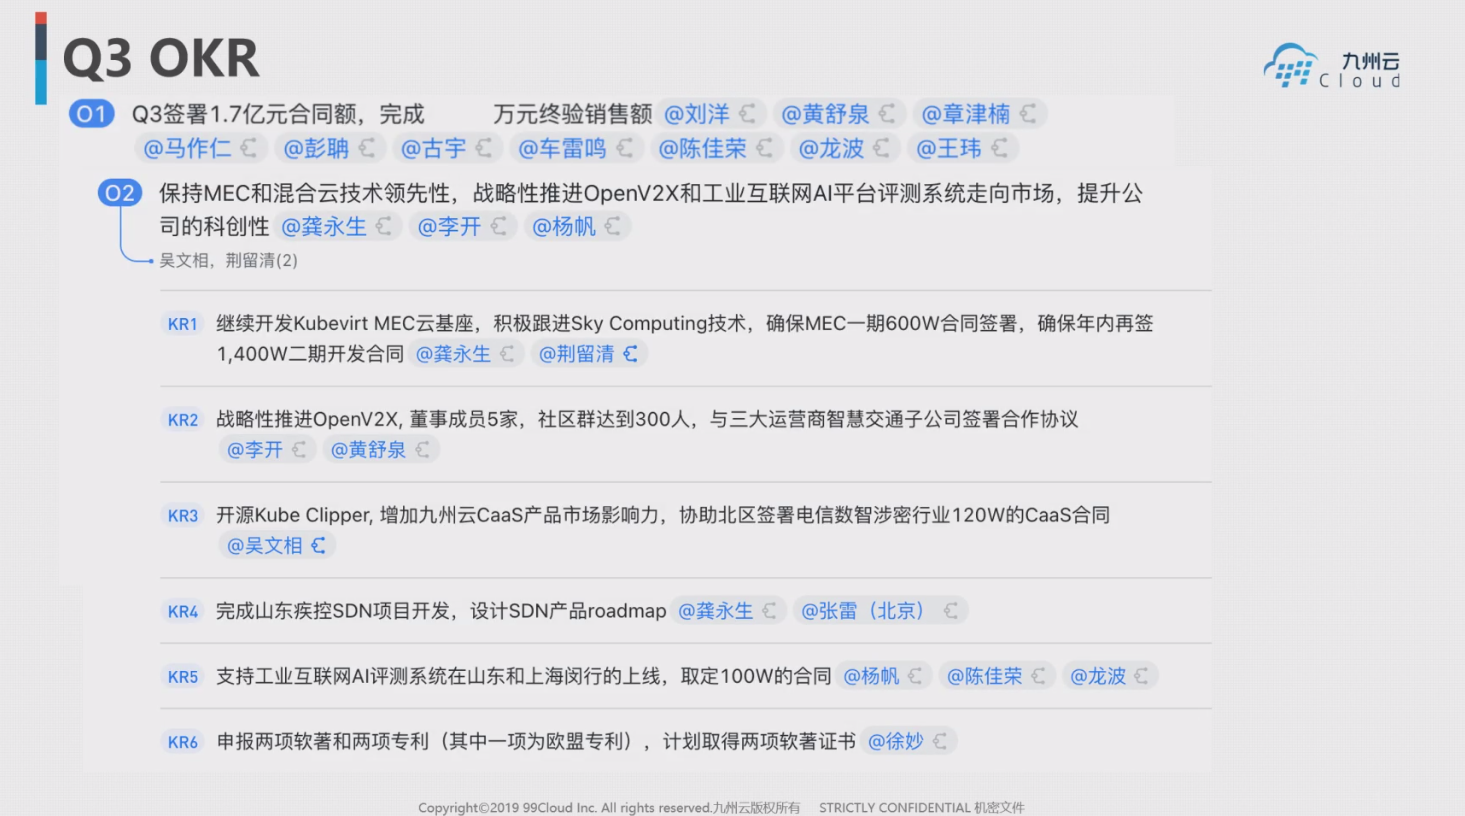 Q3 OKR
九州云
Cloud
O1 Q3签署1.7亿元合同额，完成 万元终验销售额 @刘洋 @黄舒泉 @章津楠
@马作仁 @彭聃 @古宇 @车雷鸣 @陈佳荣 @龙波 @王玮
O2 保持MEC和混合云技术领先性，战略性推进OpenV2X和工业互联网AI平台评测系统走向市场，提升公
司的科创性 @龚永生 @李开 @杨帆
吴文相，荆留清(2)
KR1 继续开发Kubevirt MEC云基座，积极跟进Sky Computing技术，确保MEC一期600W合同签署，确保年内再签
1,400W二期开发合同 @龚永生 @荆留清
KR2 战略性推进OpenV2X, 董事成员5家，社区群达到300人，与三大运营商智慧交通子公司签署合作协议
@李开 @黄舒泉
KR3 开源Kube Clipper, 增加九州云CaaS产品市场影响力，协助北区签署电信数智涉密行业120W的CaaS合同
@吴文相
KR4 完成山东疾控SDN项目开发，设计SDN产品roadmap @龚永生 @张雷（北京）
KR5 支持工业互联网AI评测系统在山东和上海闵行的上线，取定100W的合同 @杨帆 @陈佳荣 @龙波
KR6 申报两项软著和两项专利（其中一项为欧盟专利），计划取得两项软著证书 @徐妙
Copyright©2019 99Cloud Inc. All rights reserved.九州云版权所有 STRICTLY CONFIDENTIAL 机密文件